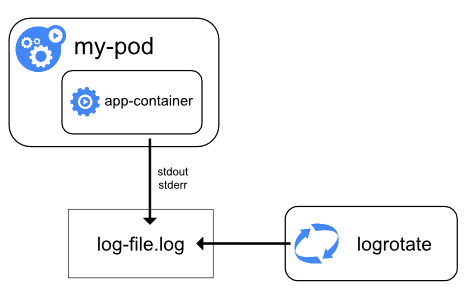 my-pod
app-container
stdout
stderr
log-file.log
logrotate